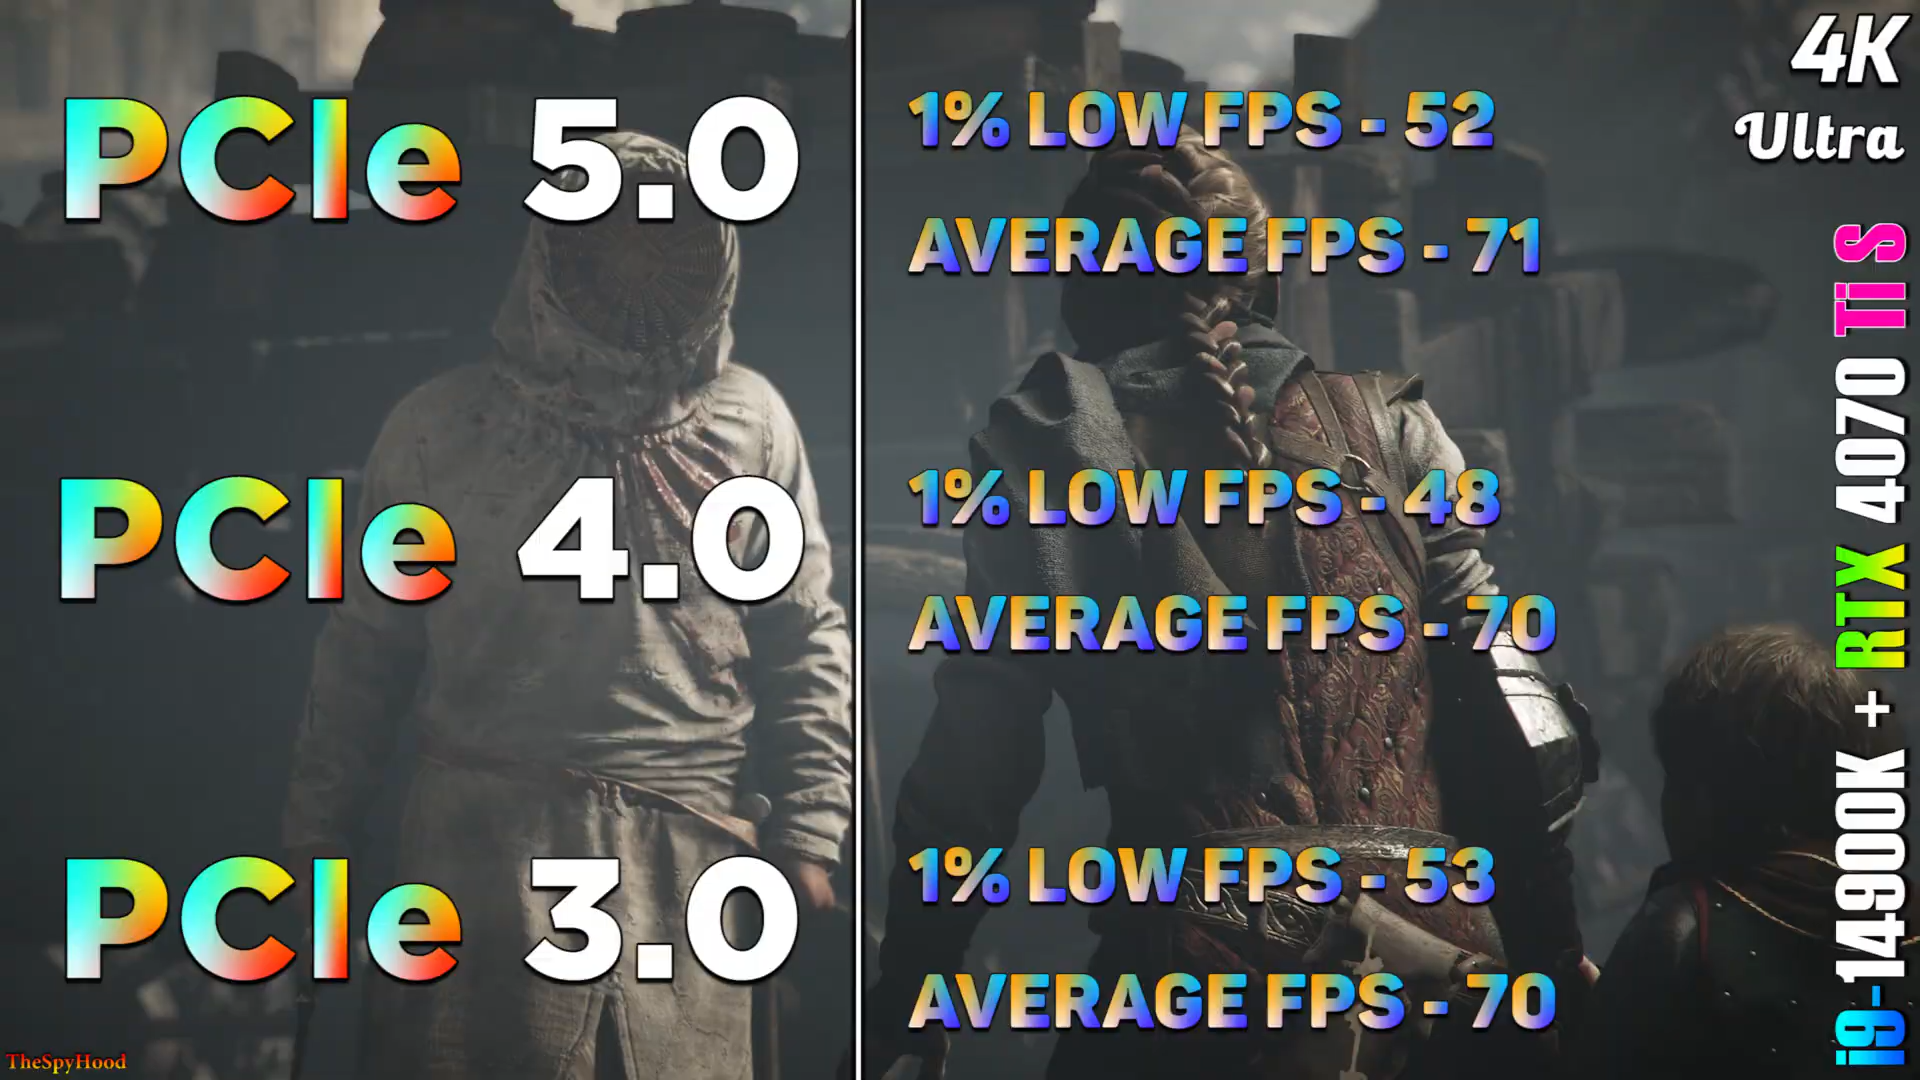 PCIe 5.0
1% LOW FPS - 52
AVERAGE FPS - 71
PCIe 4.0
1% LOW FPS - 48
AVERAGE FPS - 70
PCIe 3.0
1% LOW FPS - 53
AVERAGE FPS - 70
4K
Ultra
i9-14900K + RTX 4070 Ti S
TheSpyHood